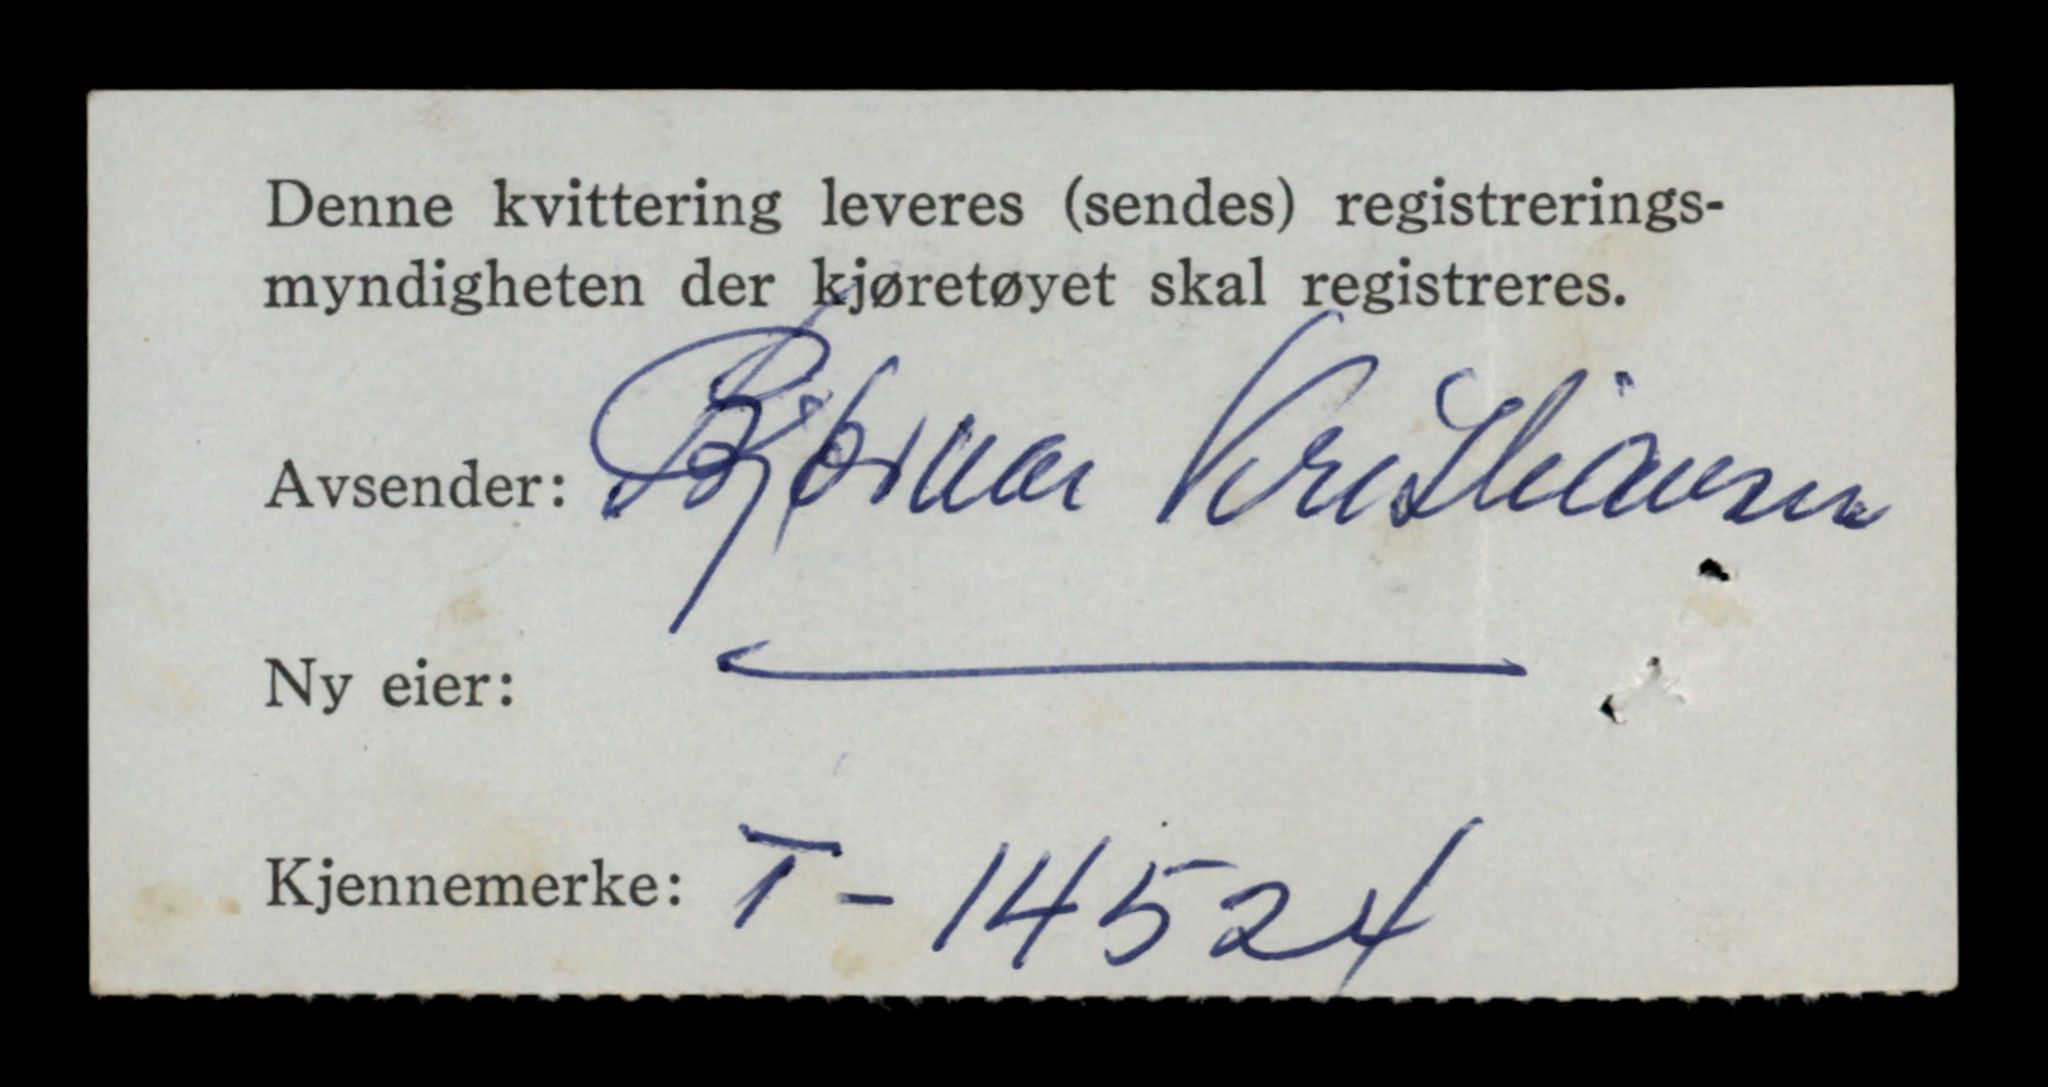 Denne kvittering leveres (sendes) registrerings-
myndigheten der kjøretøyet skal registreres.
Avsender: Bjørnar Kristiansen
Ny eier:
Kjennemerke: T-14524